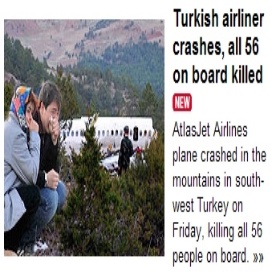 Turkish airliner
crashes, all 56
on board killed
NEW
AtlasJet Airlines
plane crashed in the
mountains in south-
west Turkey on
Friday, killing all 56
people on board. »»